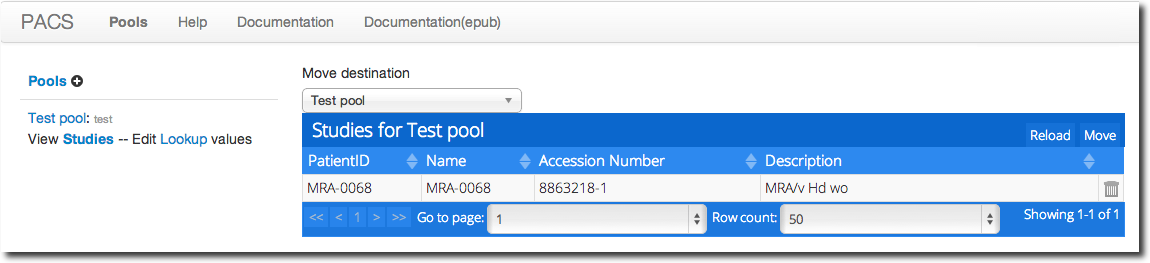 PACS Pools Help Documentation Documentation(epub)
Pools
Test pool: test
View Studies -- Edit Lookup values
Move destination
Test pool
Studies for Test pool Reload Move
PatientID Name Accession Number Description
MRA-0068 MRA-0068 8863218-1 MRA/v Hd wo
<< < 1 > >> Go to page: 1 Row count: 50 Showing 1-1 of 1